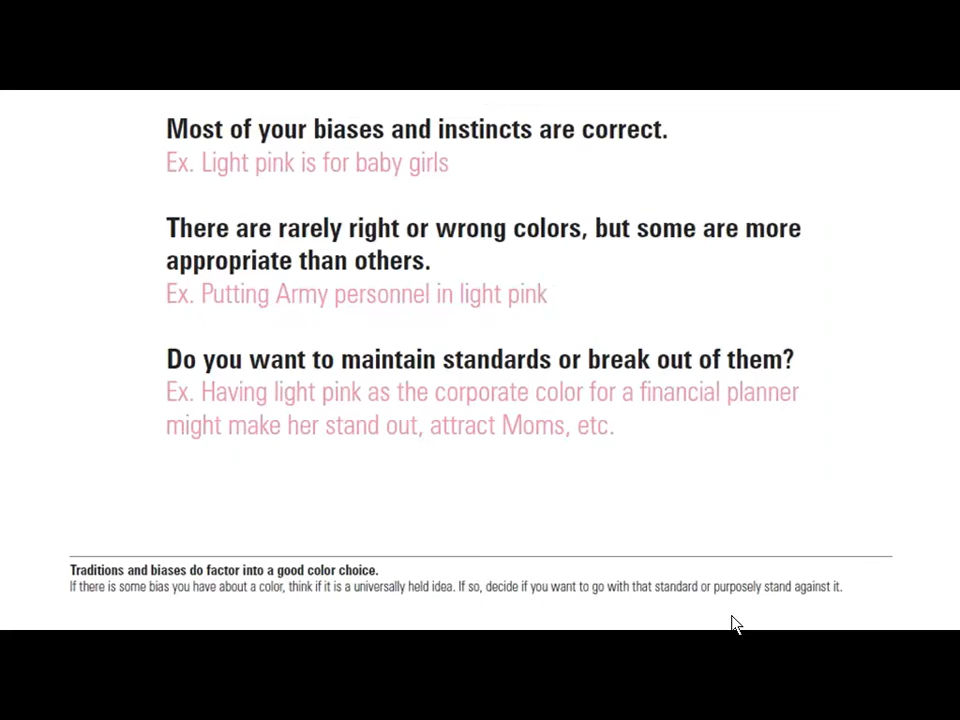 Most of your biases and instincts are correct.
Ex. Light pink is for baby girls
There are rarely right or wrong colors, but some are more
appropriate than others.
Ex. Putting Army personnel in light pink
Do you want to maintain standards or break out of them?
Ex. Having light pink as the corporate color for a financial planner
might make her stand out, attract Moms, etc.
Traditions and biases do factor into a good color choice.
If there is some bias you have about a color, think if it is a universally held idea. If so, decide if you want to go with that standard or purposely stand against it.